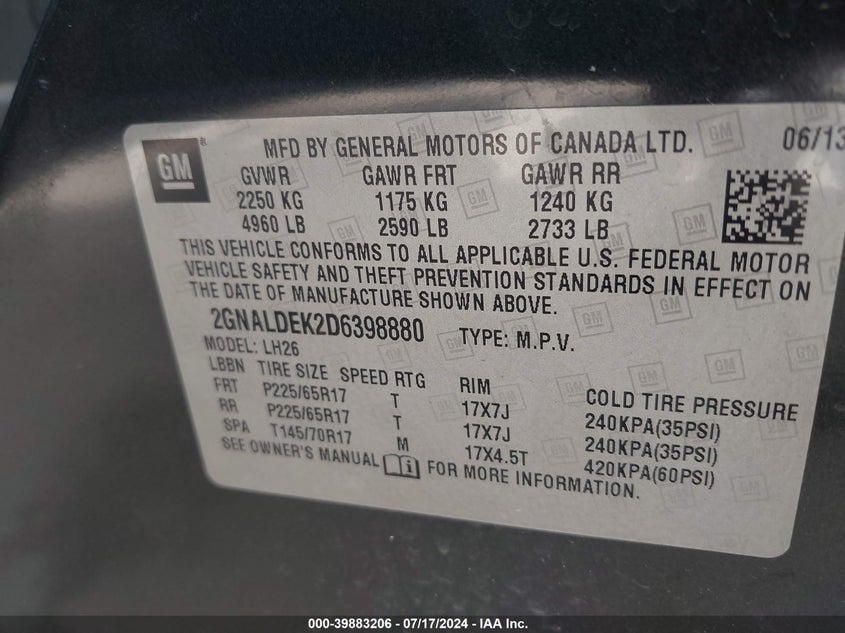 GM
MFD BY GENERAL MOTORS OF CANADA LTD. 06/13
GVWR GAWR FRT GAWR RR
2250 KG 1175 KG 1240 KG
4960 LB 2590 LB 2733 LB
THIS VEHICLE CONFORMS TO ALL APPLICABLE U.S. FEDERAL MOTOR
VEHICLE SAFETY AND THEFT PREVENTION STANDARDS IN EFFECT ON
THE DATE OF MANUFACTURE SHOWN ABOVE.
2GNALDEK2D6398880 TYPE: M.P.V.
MODEL: LH26
LBBN TIRE SIZE SPEED RTG RIM COLD TIRE PRESSURE
FRT P225/65R17 T 17X7J 240KPA(35PSI)
RR P225/65R17 T 17X7J 240KPA(35PSI)
SPA T145/70R17 M 17X4.5T 420KPA(60PSI)
SEE OWNER'S MANUAL FOR MORE INFORMATION.
000-39883206 - 07/17/2024 - IAA Inc.